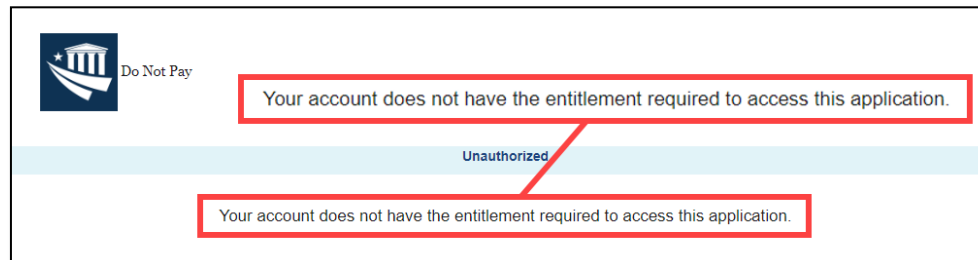 Do Not Pay
Your account does not have the entitlement required to access this application.
Unauthorized
Your account does not have the entitlement required to access this application.